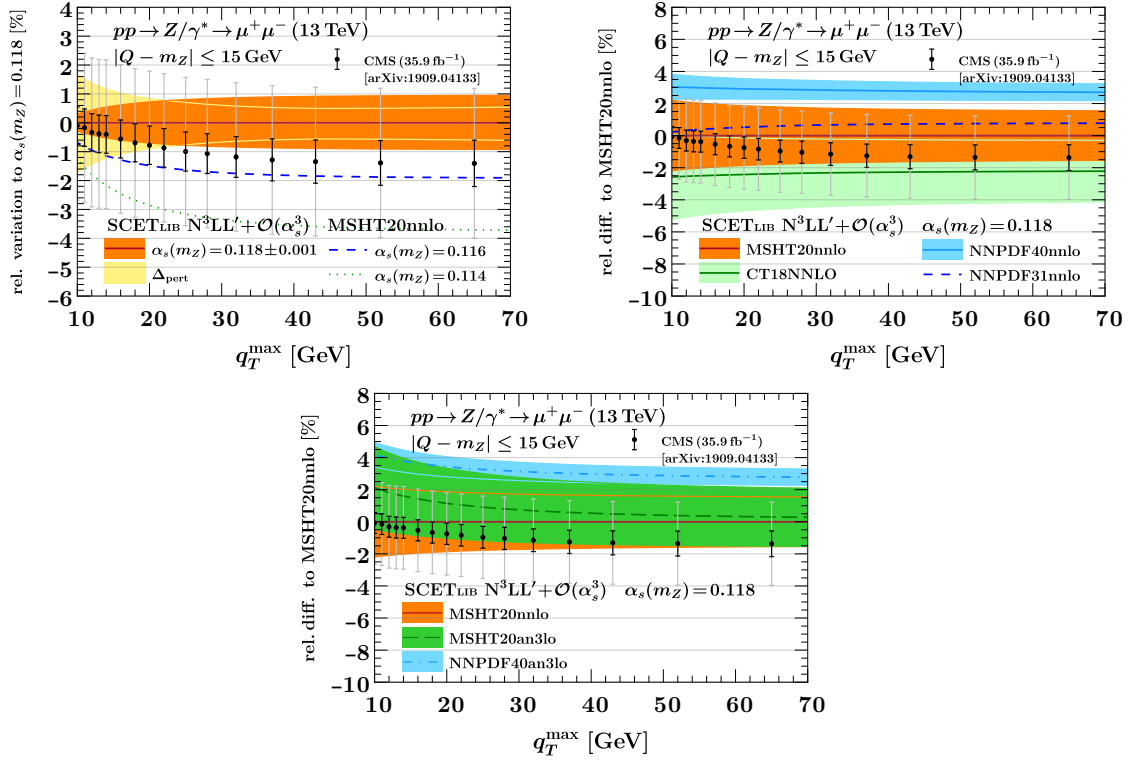 rel. variation to αs(mZ)=0.118 [%]
4
3
2
1
0
−1
−2
−3
−4
−5
−6
pp→Z/γ*→μ+μ− (13 TeV)
|Q−mZ| ≤ 15 GeV
CMS (35.9 fb−1)
[arXiv:1909.04133]
SCETLIB N3LL′+O(αs3) MSHT20nnlo
αs(mZ)=0.118±0.001
αs(mZ)=0.116
Δpert
αs(mZ)=0.114
10 20 30 40 50 60 70
qTmax [GeV]
rel. diff. to MSHT20nnlo [%]
8
6
4
2
0
−2
−4
−6
−8
−10
pp→Z/γ*→μ+μ− (13 TeV)
|Q−mZ| ≤ 15 GeV
CMS (35.9 fb−1)
[arXiv:1909.04133]
SCETLIB N3LL′+O(αs3) αs(mZ)=0.118
MSHT20nnlo
NNPDF40nnlo
CT18NNLO
NNPDF31nnlo
10 20 30 40 50 60 70
qTmax [GeV]
rel. diff. to MSHT20nnlo [%]
8
6
4
2
0
−2
−4
−6
−8
−10
pp→Z/γ*→μ+μ− (13 TeV)
|Q−mZ| ≤ 15 GeV
CMS (35.9 fb−1)
[arXiv:1909.04133]
SCETLIB N3LL′+O(αs3) αs(mZ)=0.118
MSHT20nnlo
MSHT20an3lo
NNPDF40an3lo
10 20 30 40 50 60 70
qTmax [GeV]